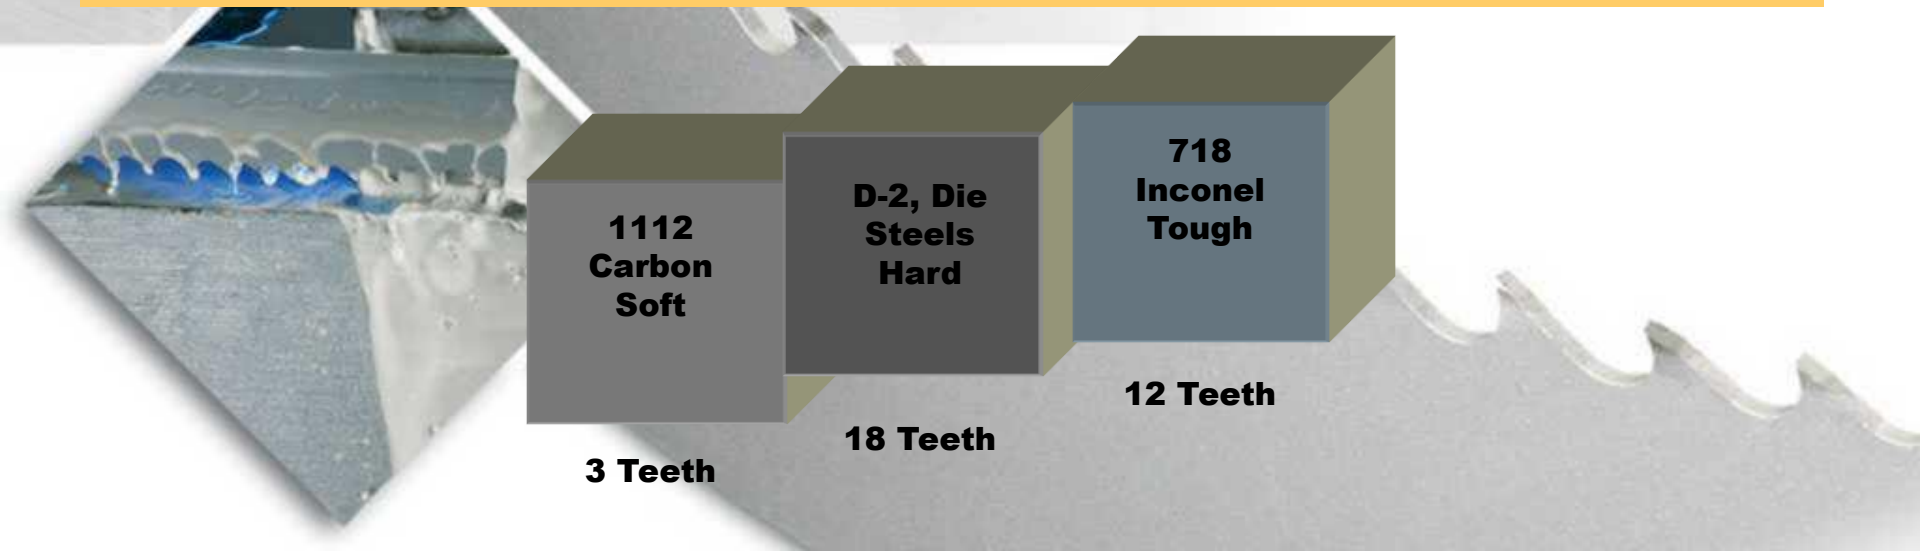 1112
Carbon
Soft
3 Teeth
D-2, Die
Steels
Hard
18 Teeth
718
Inconel
Tough
12 Teeth